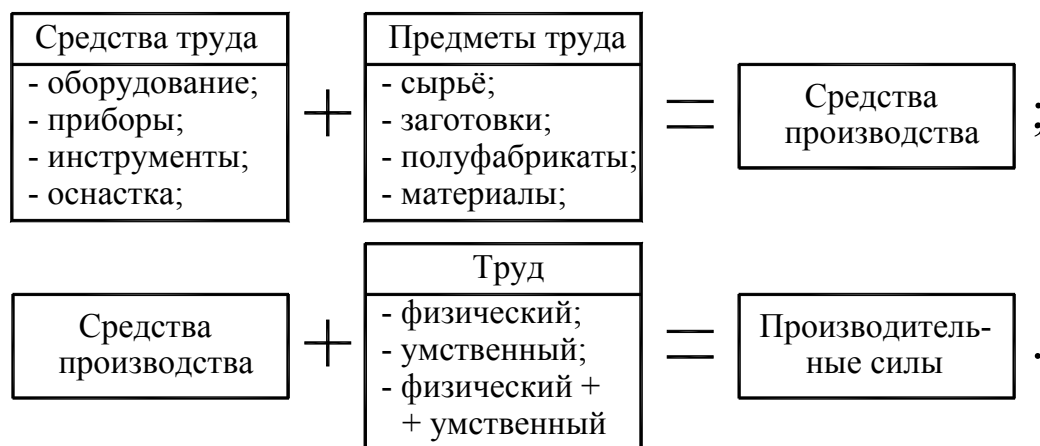 Средства труда
- оборудование;
- приборы;
- инструменты;
- оснастка;
+
Предметы труда
- сырьё;
- заготовки;
- полуфабрикаты;
- материалы;
=
Средства
производства
;
Средства
производства
+
Труд
- физический;
- умственный;
- физический +
+ умственный
=
Производитель-
ные силы
.